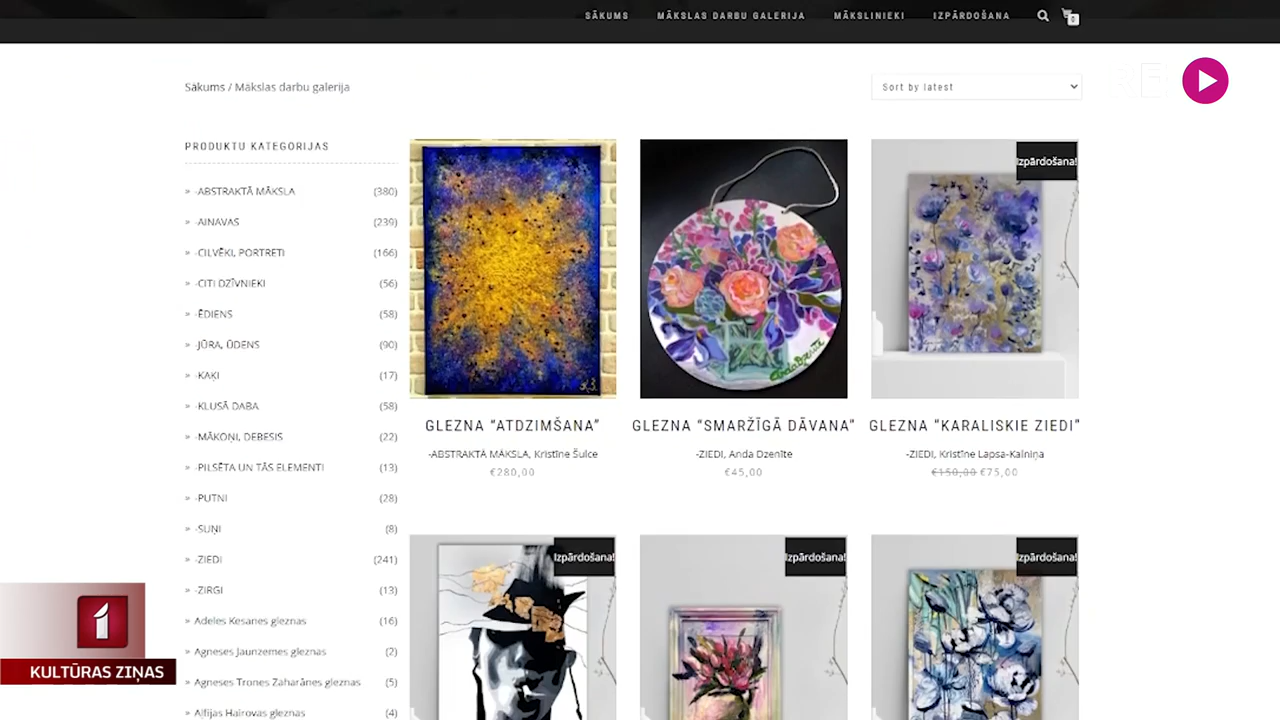 SĀKUMS MĀKSLAS DARBU GALERIJA MĀKSLINIEKI IZPĀRDOŠANA 0
Sākums / Mākslas darbu galerija
Sort by latest
PRODUKTU KATEGORIJAS
» -ABSTRAKTĀ MĀKSLA (380)
» -AINAVAS (239)
» -CILVĒKI, PORTRETI (166)
» -CITI DZĪVNIEKI (56)
» -ĒDIENS (58)
» -JŪRA, ŪDENS (90)
» -KAĶI (17)
» -KLUSĀ DABA (58)
» -MĀKOŅI, DEBESIS (22)
» -PILSĒTA UN TĀS ELEMENTI (13)
» -PUTNI (28)
» -SUŅI (8)
» -ZIEDI (241)
» -ZIRGI (13)
» Adeles Kesanes gleznas (16)
» Agneses Jaunzemes gleznas (2)
» Agneses Trones Zaharānes gleznas (5)
» Alfijas Hairovas gleznas (4)
Izpārdošana!
AndaDzenīte
GLEZNA “ATDZIMŠANA”
-ABSTRAKTĀ MĀKSLA, Kristīne Šulce
€280,00
GLEZNA “SMARŽĪGĀ DĀVANA”
-ZIEDI, Anda Dzenīte
€45,00
GLEZNA “KARALISKIE ZIEDI”
-ZIEDI, Kristīne Lapsa-Kalniņa
€150,00 €75,00
Izpārdošana!
Izpārdošana!
Izpārdošana!
1
KULTŪRAS ZIŅAS